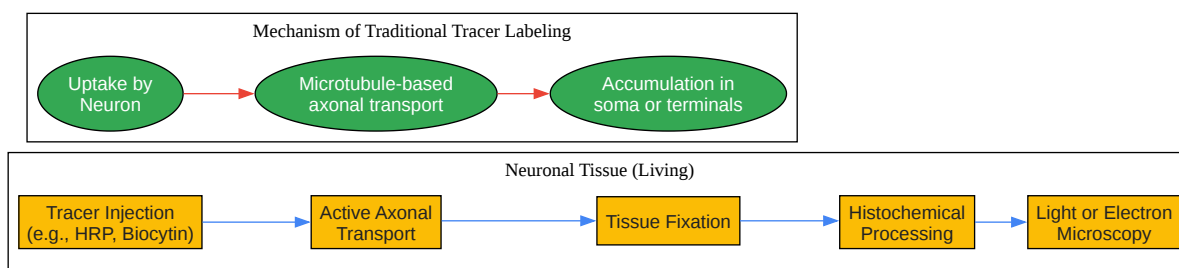 Mechanism of Traditional Tracer Labeling
Uptake by
Neuron
Microtubule-based
axonal transport
Accumulation in
soma or terminals
Neuronal Tissue (Living)
Tracer Injection
(e.g., HRP, Biocytin)
Active Axonal
Transport
Tissue Fixation
Histochemical
Processing
Light or Electron
Microscopy